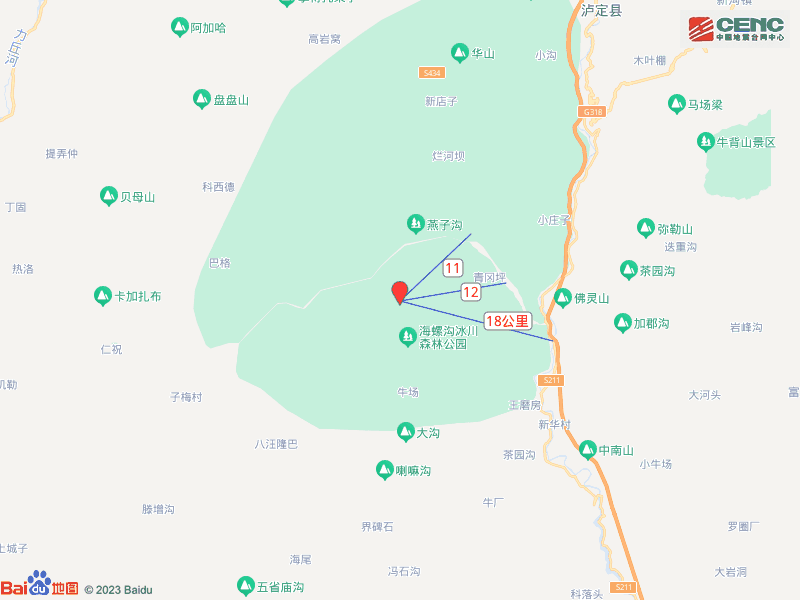 泸定县
CENC
中国地震台网中心
阿加哈
高岩窝
华山
小沟
木叶棚
力丘河
S434
盘盘山
新店子
G318
马场梁
牛背山景区
提弄仲
烂河坝
科西德
贝母山
丁固
燕子沟
小庄子
弥勒山
迭重沟
热洛
巴格
11
青冈坪
茶园沟
卡加扎布
12
佛灵山
18公里
加郡沟
岩峰沟
海螺沟冰川
森林公园
仁祝
S211
子梅村
牛场
王磨房
大河头
富
大沟
新华村
八汪隆巴
茶园沟
中南山
小牛场
喇嘛沟
牛厂
滕增沟
界碑石
罗圈厂
海尾
冯石沟
大岩洞
五省庙沟
科落头
S211
Bai du 地图
© 2023 Baidu